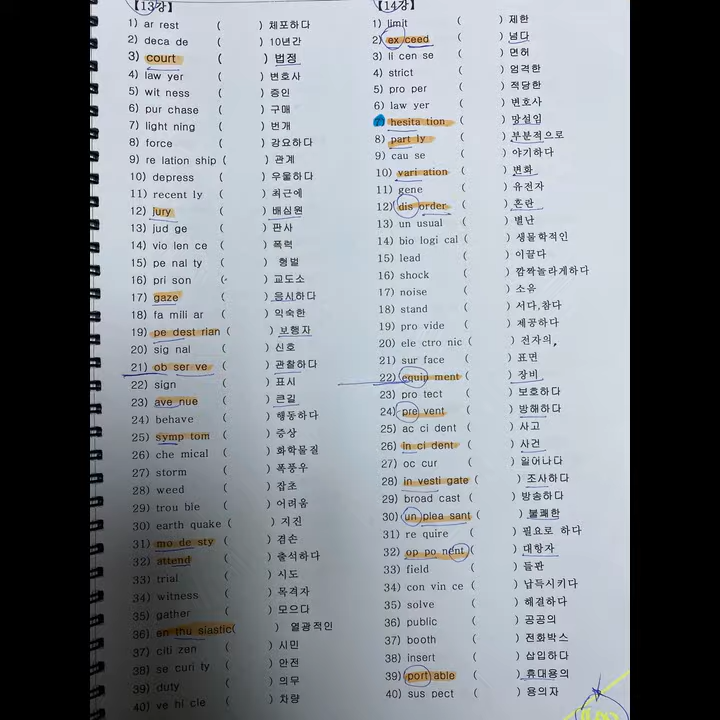 【13강】
1) ar rest ( ) 체포하다
2) deca de ( ) 10년간
3) court ( ) 법정
4) law yer ( ) 변호사
5) wit ness ( ) 증인
6) pur chase ( ) 구매
7) light ning ( ) 번개
8) force ( ) 강요하다
9) re lation ship ( ) 관계
10) depress ( ) 우울하다
11) recent ly ( ) 최근에
12) jury ( ) 배심원
13) jud ge ( ) 판사
14) vio len ce ( ) 폭력
15) pe nal ty ( ) 형벌
16) pri son ( ) 교도소
17) gaze ( ) 응시하다
18) fa mili ar ( ) 익숙한
19) pe dest rian ( ) 보행자
20) sig nal ( ) 신호
21) ob ser ve ( ) 관찰하다
22) sign ( ) 표시
23) ave nue ( ) 큰길
24) behave ( ) 행동하다
25) symp tom ( ) 증상
26) che mical ( ) 화학물질
27) storm ( ) 폭풍우
28) weed ( ) 잡초
29) trou ble ( ) 어려움
30) earth quake ( ) 지진
31) mo de sty ( ) 겸손
32) attend ( ) 출석하다
33) trial ( ) 시도
34) witness ( ) 목격자
35) gather ( ) 모으다
36) en thu siastic( ) 열광적인
37) citi zen ( ) 시민
38) se curi ty ( ) 안전
39) duty ( ) 의무
40) ve hi cle ( ) 차량
【14강】
1) limit ( ) 제한
2) ex ceed ( ) 넘다
3) li cen se ( ) 면허
4) strict ( ) 엄격한
5) pro per ( ) 적당한
6) law yer ( ) 변호사
7) hesita tion ( ) 망설임
8) part ly ( ) 부분적으로
9) cau se ( ) 야기하다
10) vari ation ( ) 변화
11) gene ( ) 유전자
12) dis order ( ) 혼란
13) un usual ( ) 별난
14) bio logi cal ( ) 생물학적인
15) lead ( ) 이끌다
16) shock ( ) 깜짝놀라게하다
17) noise ( ) 소유
18) stand ( ) 서다,참다
19) pro vide ( ) 제공하다
20) ele ctro nic ( ) 전자의,
21) sur face ( ) 표면
22) equip ment ( ) 장비
23) pro tect ( ) 보호하다
24) pre vent ( ) 방해하다
25) ac ci dent ( ) 사고
26) in ci dent ( ) 사건
27) oc cur ( ) 일어나다
28) in vesti gate ( ) 조사하다
29) broad cast ( ) 방송하다
30) un plea sant ( ) 불쾌한
31) re quire ( ) 필요로 하다
32) op po nent ( ) 대항자
33) field ( ) 들판
34) con vin ce ( ) 납득시키다
35) solve ( ) 해결하다
36) public ( ) 공공의
37) booth ( ) 전화박스
38) insert ( ) 삽입하다
39) port able ( ) 휴대용의
40) sus pect ( ) 용의자